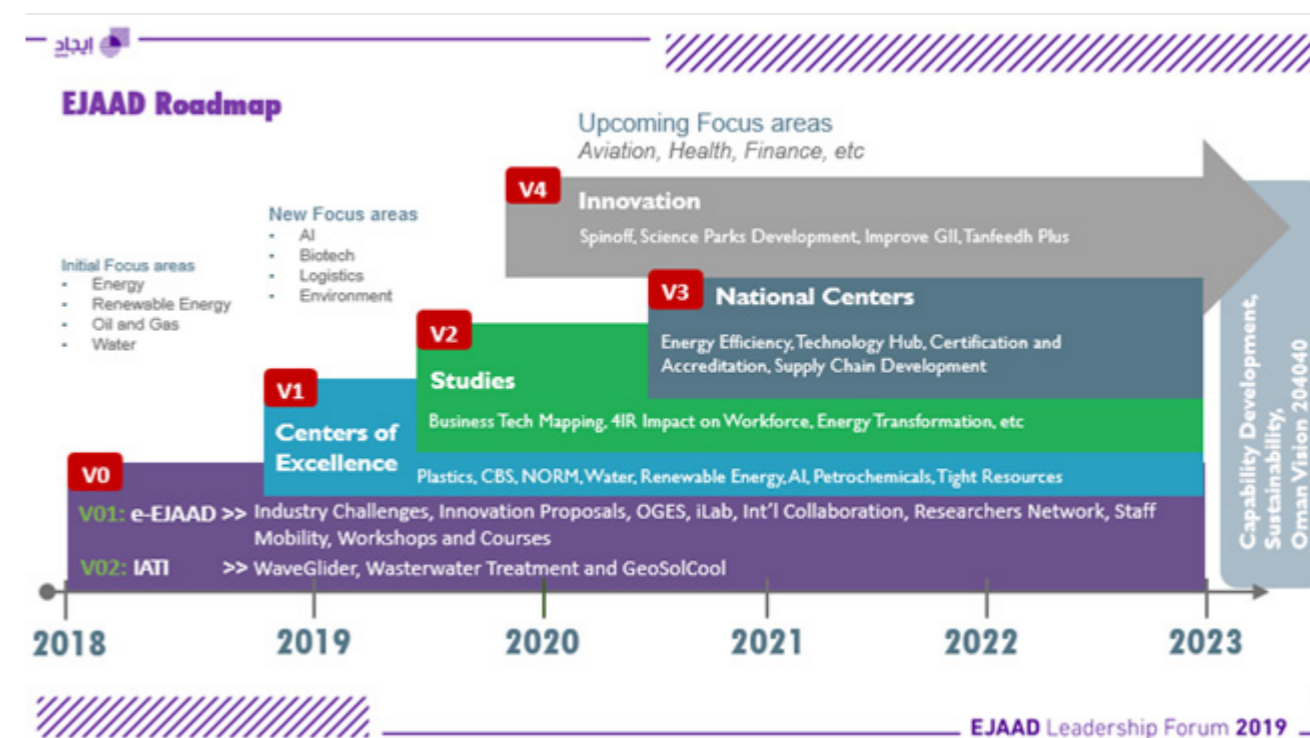 ايجاد
EJAAD Roadmap
Upcoming Focus areas
Aviation, Health, Finance, etc
V4
Innovation
Spinoff, Science Parks Development, Improve GII, Tanfeedh Plus
New Focus areas
• AI
• Biotech
• Logistics
• Environment
Initial Focus areas
• Energy
• Renewable Energy
• Oil and Gas
• Water
V3
National Centers
Energy Efficiency, Technology Hub, Certification and
Accreditation, Supply Chain Development
V2
Studies
Business Tech Mapping, 4IR Impact on Workforce, Energy Transformation, etc
V1
Centers of
Excellence
Plastics, CBS, NORM, Water, Renewable Energy, AI, Petrochemicals, Tight Resources
V0
V01: e-EJAAD >> Industry Challenges, Innovation Proposals, OGES, iLab, Int'l Collaboration, Researchers Network, Staff
Mobility, Workshops and Courses
V02: IATI >> WaveGlider, Wasterwater Treatment and GeoSolCool
Capability Development,
Sustainability,
Oman Vision 204040
2018 2019 2020 2021 2022 2023
EJAAD Leadership Forum 2019